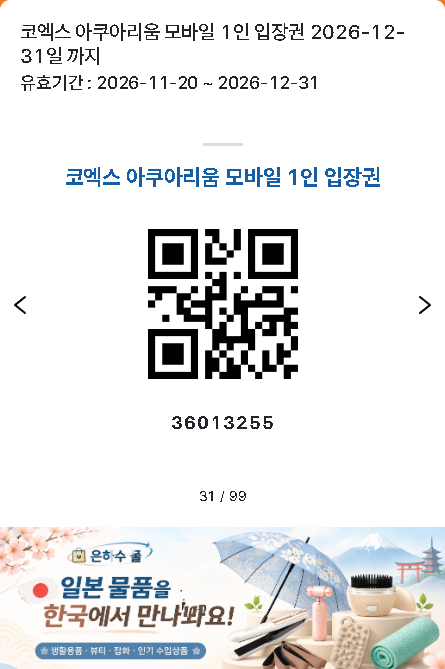 코엑스 아쿠아리움 모바일 1인 입장권 2026-12-
31일 까지
유효기간 : 2026-11-20 ~ 2026-12-31
코엑스 아쿠아리움 모바일 1인 입장권
36013255
31 / 99
은하수 몰
일본 물품을
한국에서 만나봐요!
생활용품 · 뷰티 · 잡화 · 인기 수입상품